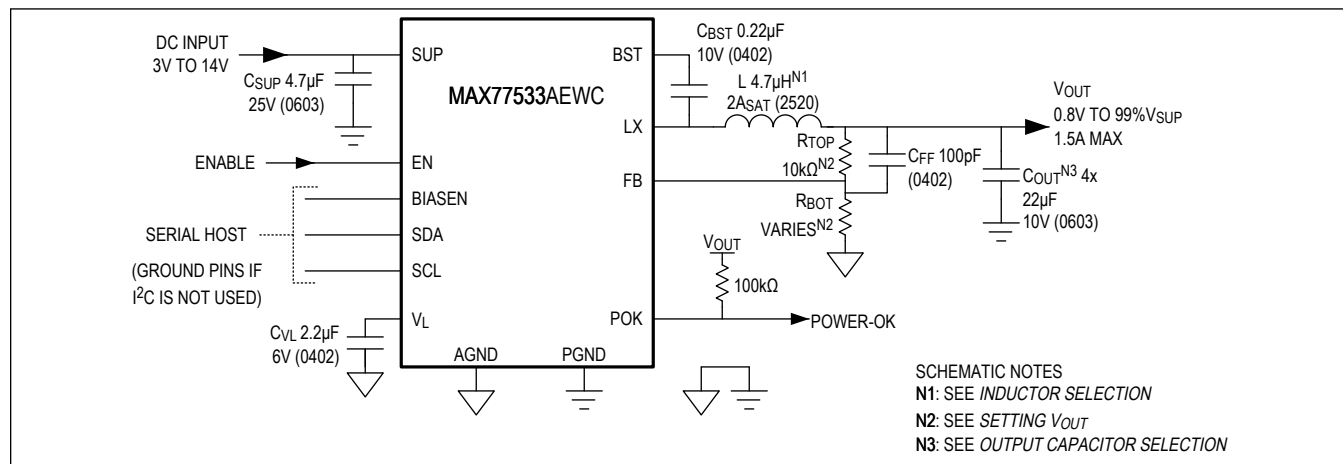 DC INPUT
3V TO 14V
CSUP 4.7µF
25V (0603)
ENABLE
SERIAL HOST
(GROUND PINS IF
I2C IS NOT USED)
CVL 2.2µF
6V (0402)
SUP
EN
BIASEN
SDA
SCL
VL
MAX77533AEWC
AGND
PGND
BST
LX
FB
POK
CBST 0.22µF
10V (0402)
L 4.7µHN1
2ASAT (2520)
RTOP
10kΩN2
CFF 100pF
(0402)
RBOT
VARIESN2
VOUT
0.8V TO 99%VSUP
1.5A MAX
COUTN3 4x
22µF
10V (0603)
VOUT
100kΩ
POWER-OK
SCHEMATIC NOTES
N1: SEE INDUCTOR SELECTION
N2: SEE SETTING VOUT
N3: SEE OUTPUT CAPACITOR SELECTION